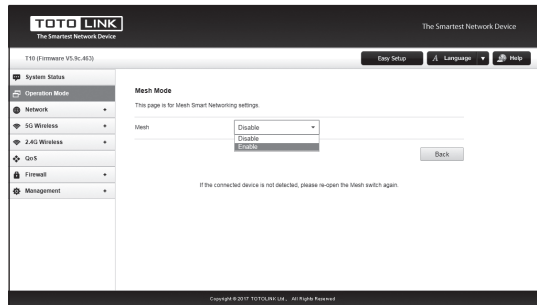 TOTO LINK
The Smartest Network Device
The Smartest Network Device
T10 (Firmware V5.9c.463)
Easy Setup
Language
Help
System Status
Operation Mode
Network +
5G Wireless +
2.4G Wireless +
QoS
Firewall +
Management +
Mesh Mode
This page is for Mesh Smart Networking settings.
Mesh
Disable
Disable
Enable
Back
If the connected device is not detected, please re-open the Mesh switch again.
Copyright © 2017 TOTOLINK Ltd., All Rights Reserved